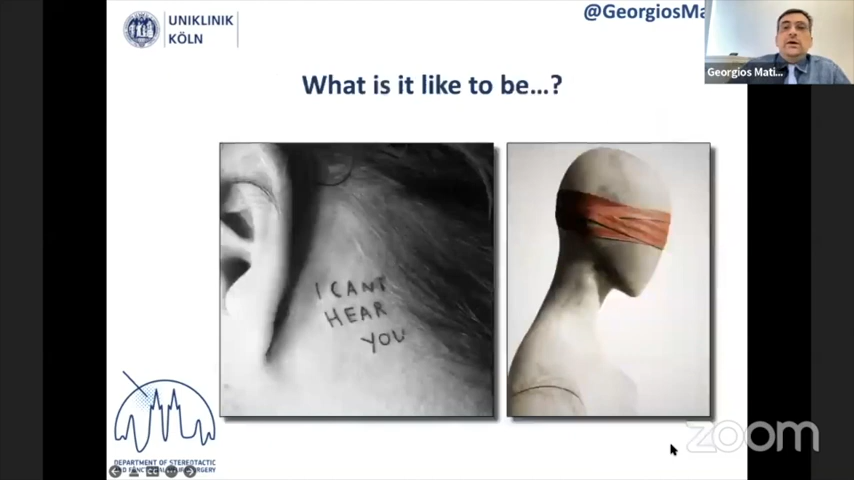 UNIKLINIK
KÖLN
@GeorgiosMa
Georgios Mati...
What is it like to be...?
I CANT
HEAR
YOU
DEPARTMENT OF STEREOTACTIC
zoom